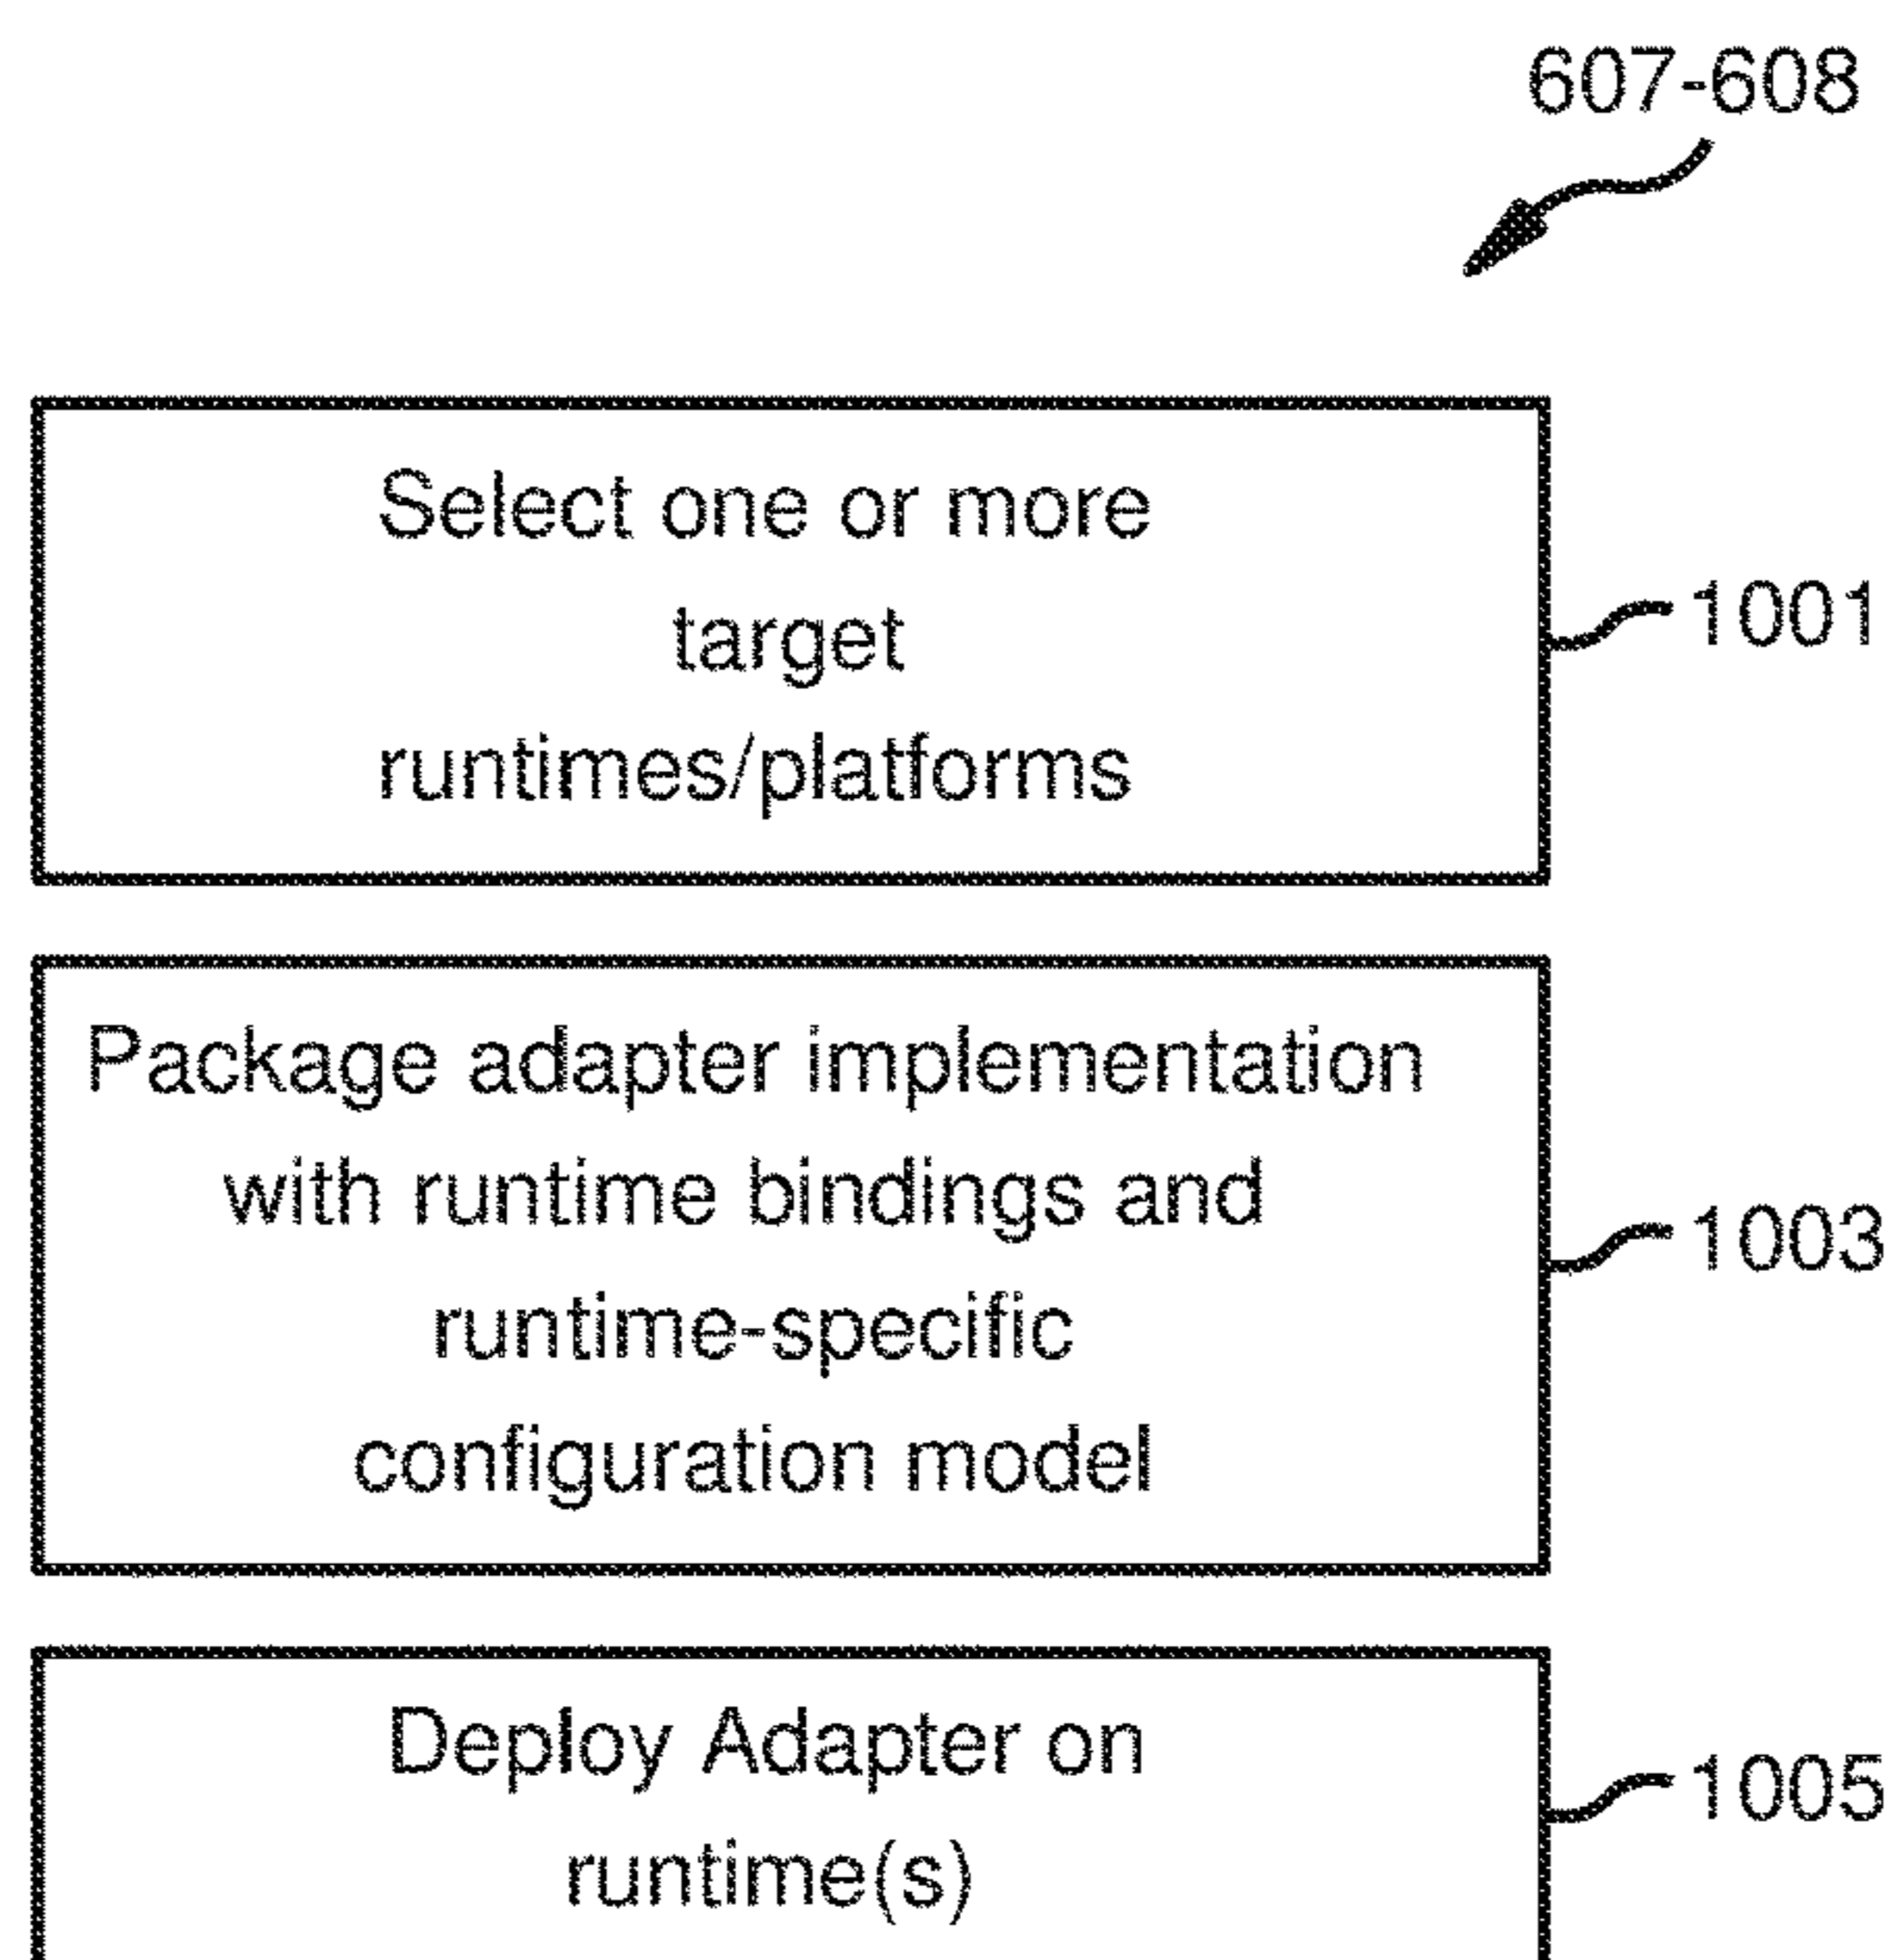 607-608
Select one or more
target
runtimes/platforms
1001
Package adapter implementation
with runtime bindings and
runtime-specific
configuration model
1003
Deploy Adapter on
runtime(s)
1005